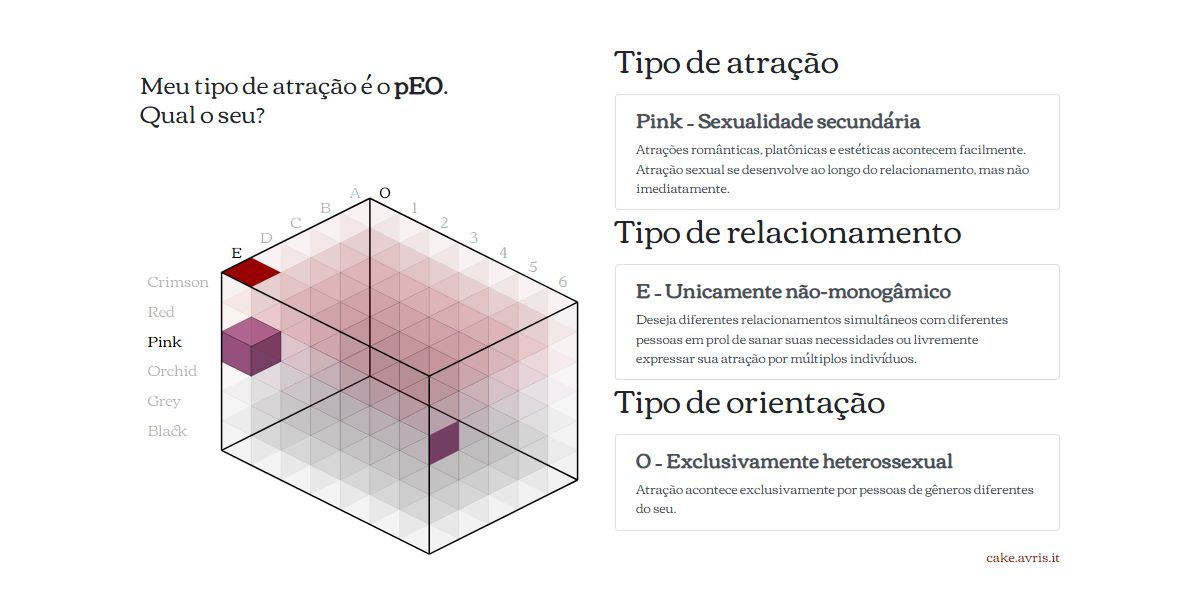 Meu tipo de atração é o pEO.
Qual o seu?
A O
B 1
C 2
D 3
E 4
5
6
Crimson
Red
Pink
Orchid
Grey
Black
Tipo de atração
Pink - Sexualidade secundária
Atrações românticas, platônicas e estéticas acontecem facilmente.
Atração sexual se desenvolve ao longo do relacionamento, mas não
imediatamente.
Tipo de relacionamento
E - Unicamente não-monogâmico
Deseja diferentes relacionamentos simultâneos com diferentes
pessoas em prol de sanar suas necessidades ou livremente
expressar sua atração por múltiplos indivíduos.
Tipo de orientação
O - Exclusivamente heterossexual
Atração acontece exclusivamente por pessoas de gêneros diferentes
do seu.
cake.avris.it